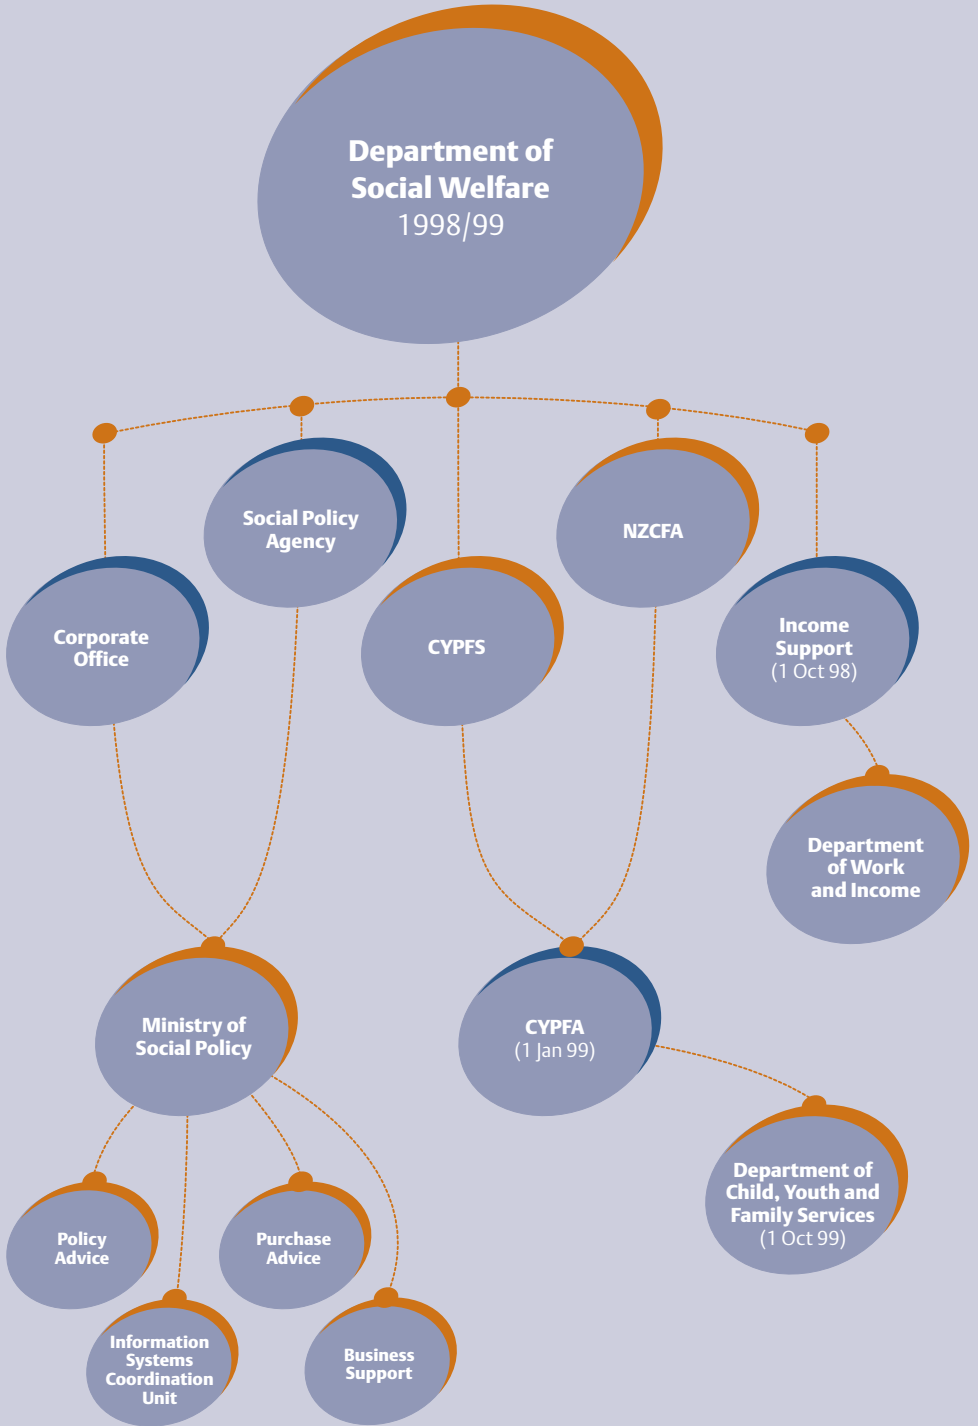 Department of
Social Welfare
1998/99
Social Policy
Agency
NZCFA
Corporate
Office
CYPFS
Income
Support
(1 Oct 98)
Department
of Work
and Income
Ministry of
Social Policy
CYPFA
(1 Jan 99)
Department of
Child, Youth and
Family Services
(1 Oct 99)
Policy
Advice
Purchase
Advice
Information
Systems
Coordination
Unit
Business
Support